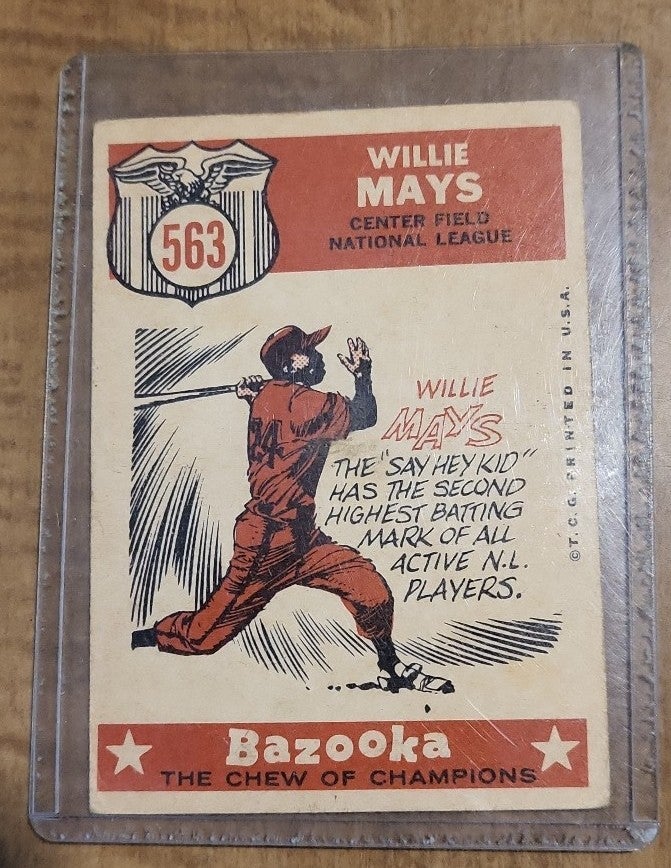 563
WILLIE
MAYS
CENTER FIELD
NATIONAL LEAGUE
©T.C.G. PRINTED IN U.S.A.
24
WILLIE
MAYS
THE "SAY HEY KID"
HAS THE SECOND
HIGHEST BATTING
MARK OF ALL
ACTIVE N.L.
PLAYERS.
Bazooka
THE CHEW OF CHAMPIONS